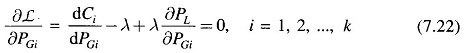 ∂ℒ/∂P_Gi = dC_i/dP_Gi − λ + λ ∂P_L/∂P_Gi = 0, i = 1, 2, ..., k (7.22)